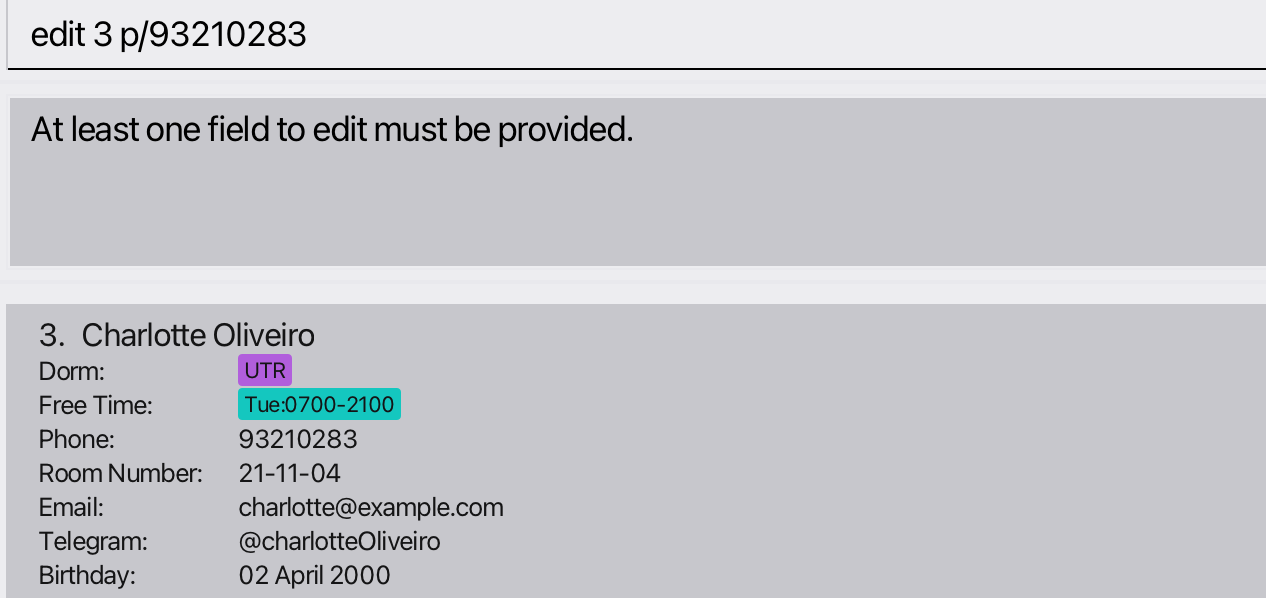 edit 3 p/93210283
At least one field to edit must be provided.
3. Charlotte Oliveiro
Dorm: UTR
Free Time: Tue:0700-2100
Phone: 93210283
Room Number: 21-11-04
Email: charlotte@example.com
Telegram: @charlotteOliveiro
Birthday: 02 April 2000